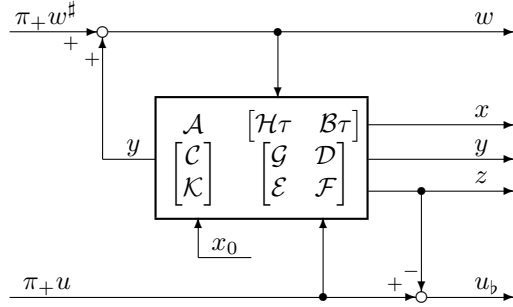 π₊w♯ w
+
+
𝒜 [ℋτ ℬτ] x
y [𝒞 [𝒢 𝒟 y
𝒦] ℰ ℱ] z
x₀
−
π₊u + u♭